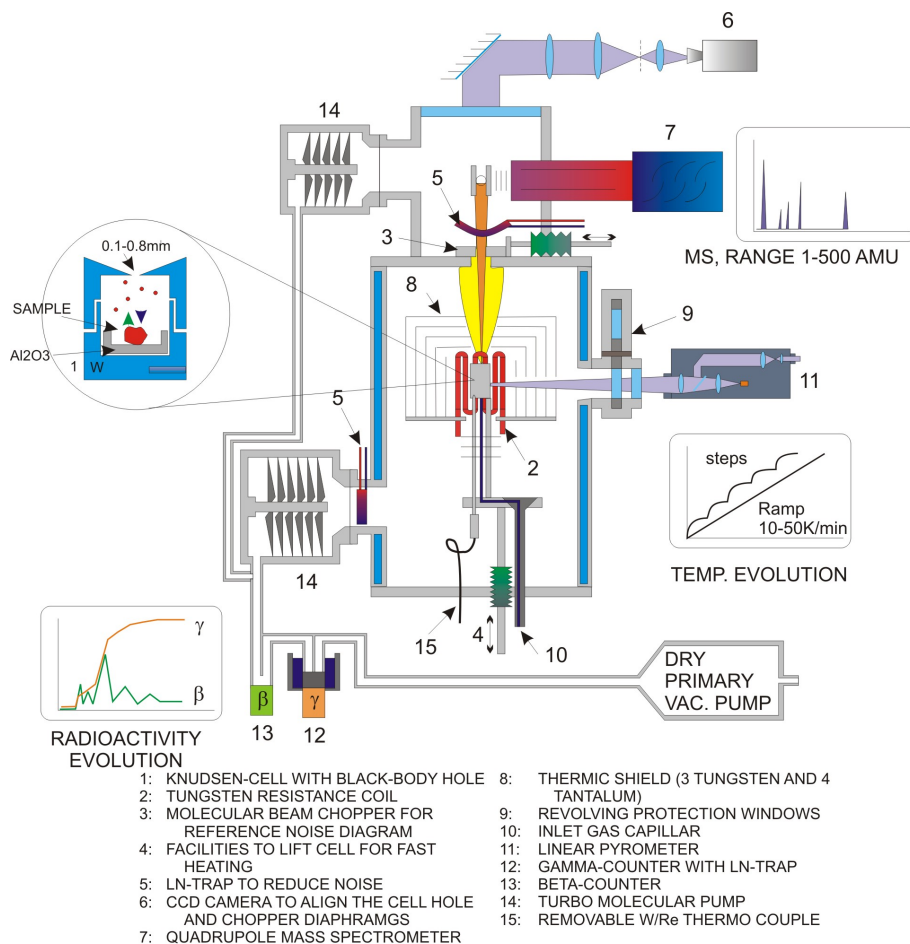 6
14
7
5
3
0.1-0.8mm
MS, RANGE 1-500 AMU
8
SAMPLE
9
Al2O3
1 W
11
5
2
steps
Ramp
10-50K/min
14
TEMP. EVOLUTION
4
15
10
γ
β
DRY
PRIMARY
VAC. PUMP
β
γ
13
12
RADIOACTIVITY
EVOLUTION
1: KNUDSEN-CELL WITH BLACK-BODY HOLE
2: TUNGSTEN RESISTANCE COIL
3: MOLECULAR BEAM CHOPPER FOR
REFERENCE NOISE DIAGRAM
4: FACILITIES TO LIFT CELL FOR FAST
HEATING
5: LN-TRAP TO REDUCE NOISE
6: CCD CAMERA TO ALIGN THE CELL HOLE
AND CHOPPER DIAPHRAMGS
7: QUADRUPOLE MASS SPECTROMETER
8: THERMIC SHIELD (3 TUNGSTEN AND 4
TANTALUM)
9: REVOLVING PROTECTION WINDOWS
10: INLET GAS CAPILLAR
11: LINEAR PYROMETER
12: GAMMA-COUNTER WITH LN-TRAP
13: BETA-COUNTER
14: TURBO MOLECULAR PUMP
15: REMOVABLE W/Re THERMO COUPLE